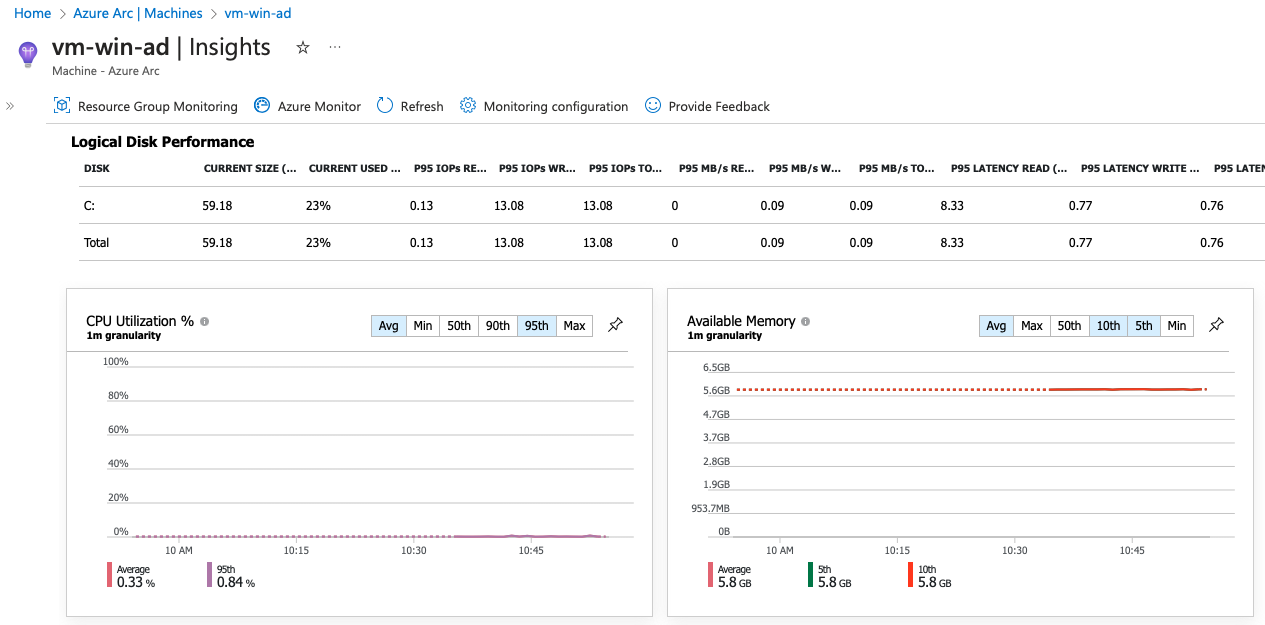 Home > Azure Arc | Machines > vm-win-ad
vm-win-ad | Insights ☆ ...
Machine - Azure Arc
» Resource Group Monitoring Azure Monitor Refresh Monitoring configuration Provide Feedback
Logical Disk Performance
DISK CURRENT SIZE (... CURRENT USED ... P95 IOPs RE... P95 IOPs WR... P95 IOPs TO... P95 MB/s RE... P95 MB/s W... P95 MB/s TO... P95 LATENCY READ (... P95 LATENCY WRITE ... P95 LATEN
C: 59.18 23% 0.13 13.08 13.08 0 0.09 0.09 8.33 0.77 0.76
Total 59.18 23% 0.13 13.08 13.08 0 0.09 0.09 8.33 0.77 0.76
CPU Utilization %
1m granularity
Avg Min 50th 90th 95th Max
100%
80%
60%
40%
20%
0%
10 AM 10:15 10:30 10:45
Average 95th
0.33 % 0.84 %
Available Memory
1m granularity
Avg Max 50th 10th 5th Min
6.5GB
5.6GB
4.7GB
3.7GB
2.8GB
1.9GB
953.7MB
0B
10 AM 10:15 10:30 10:45
Average 5th 10th
5.8 GB 5.8 GB 5.8 GB